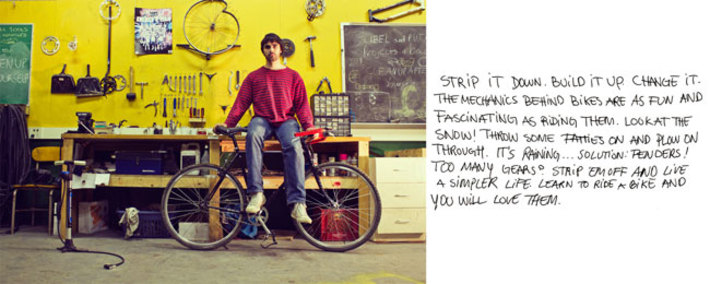 STRIP IT DOWN. BUILD IT UP. CHANGE IT.
THE MECHANICS BEHIND BIKES ARE AS FUN AND
FASCINATING AS RIDING THEM. LOOK AT THE
SNOW! THROW SOME FATTIES ON AND PLOW ON
THROUGH. IT'S RAINING... SOLUTION: FENDERS!
TOO MANY GEARS? STRIP EM OFF AND LIVE
A SIMPLER LIFE. LEARN TO RIDE A BIKE AND
YOU WILL LOVE THEM.